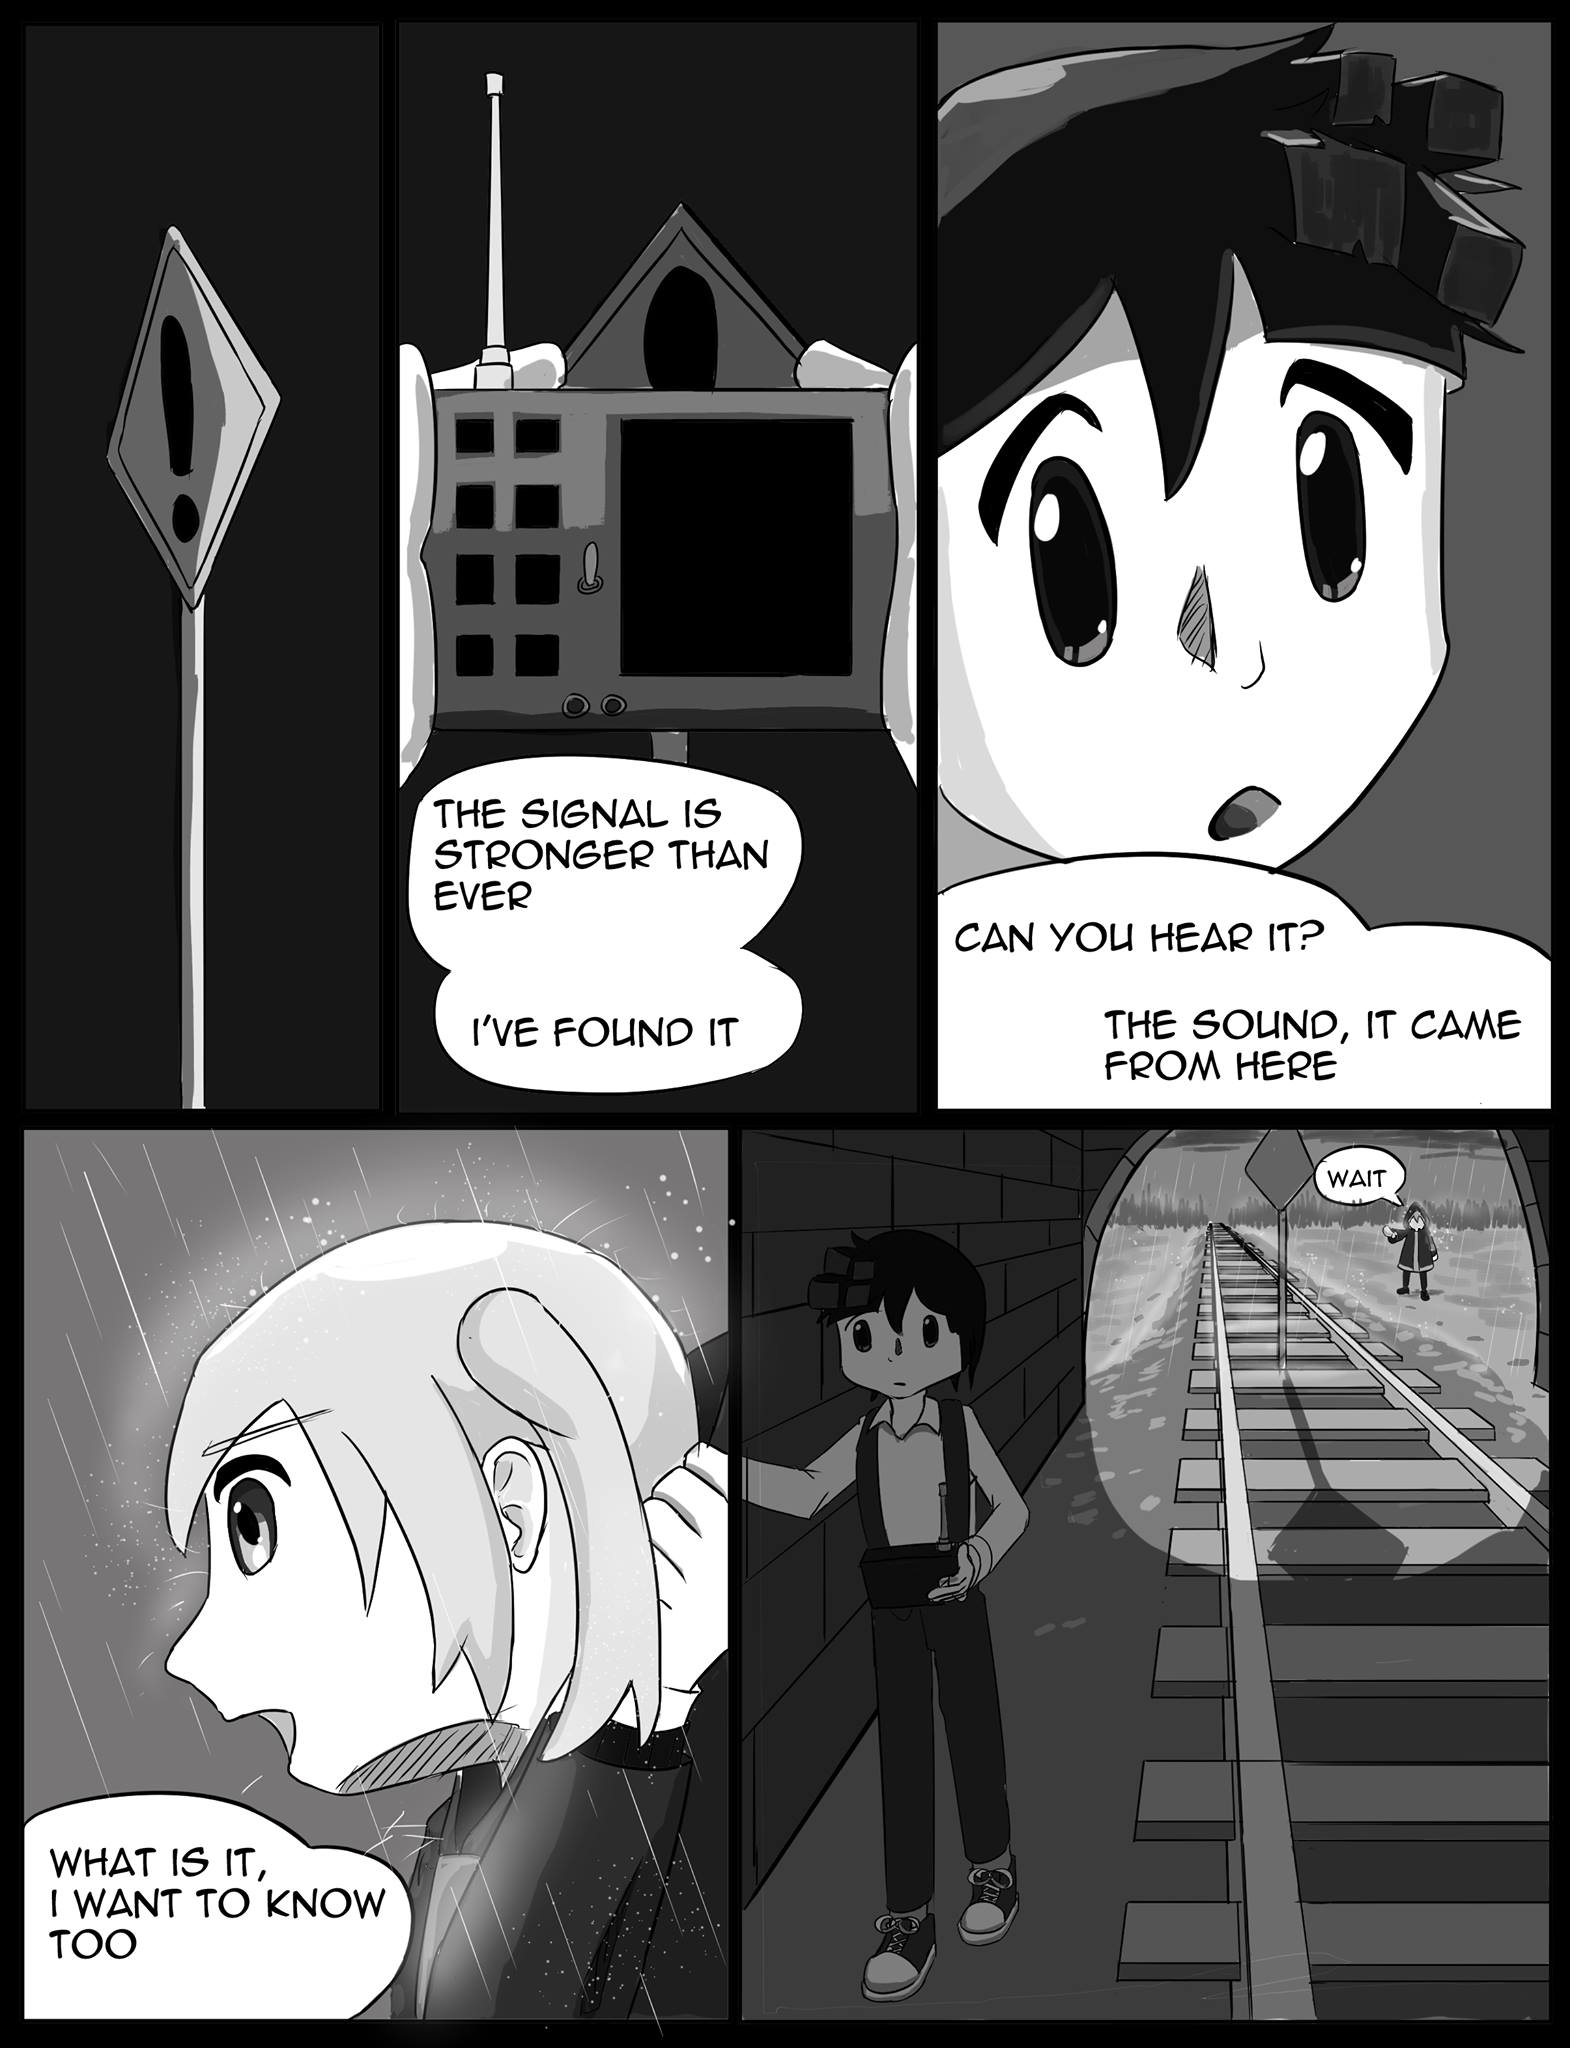 !
THE SIGNAL IS
STRONGER THAN
EVER
I'VE FOUND IT
CAN YOU HEAR IT?
THE SOUND, IT CAME
FROM HERE
WHAT IS IT,
I WANT TO KNOW
TOO
WAIT